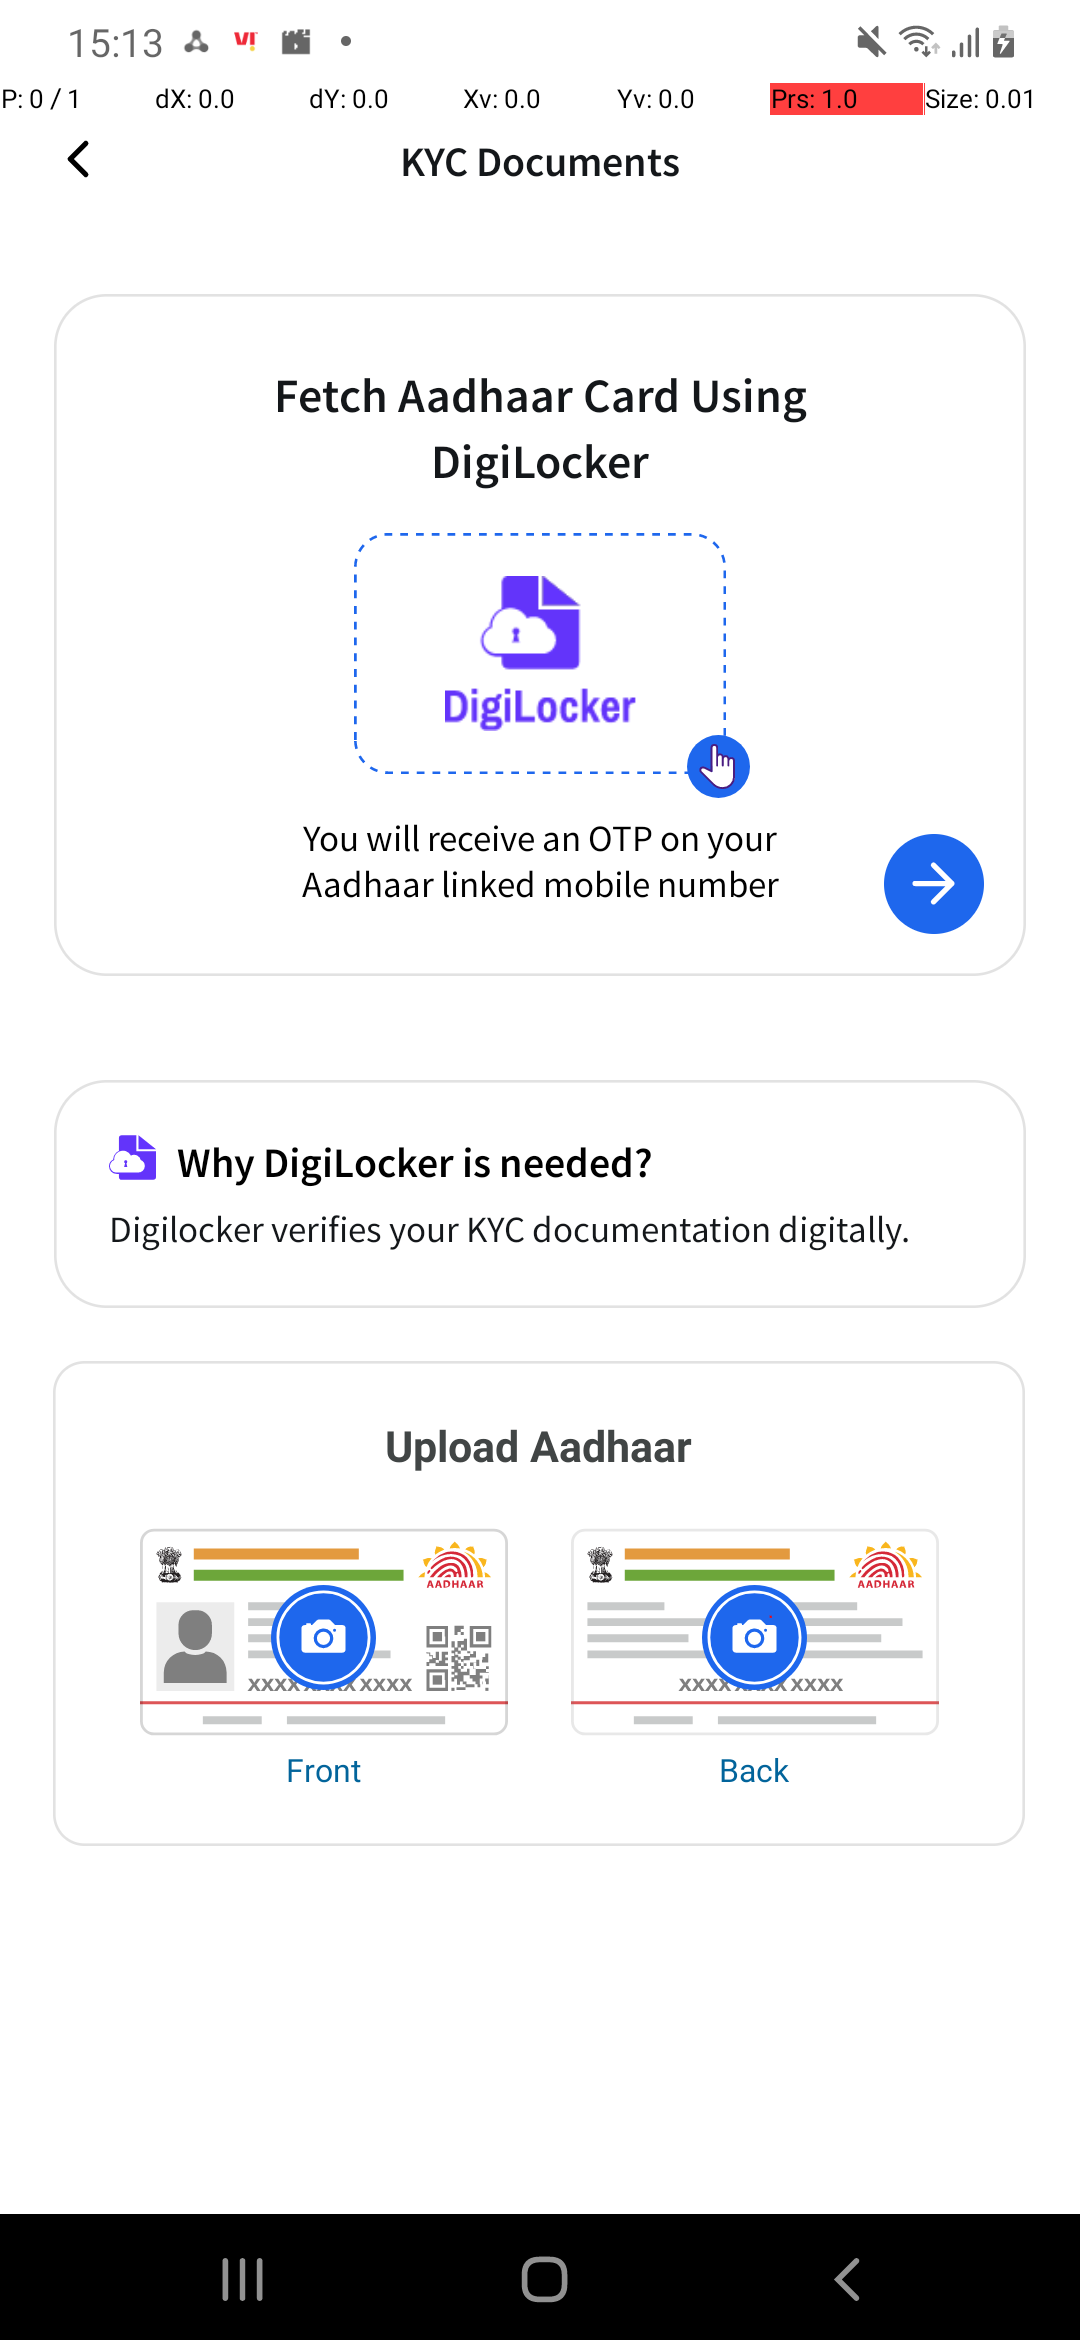 15:13 VI!
P: 0 / 1 dX: 0.0 dY: 0.0 Xv: 0.0 Yv: 0.0 Prs: 1.0 Size: 0.01
KYC Documents
Fetch Aadhaar Card Using
DigiLocker
DigiLocker
You will receive an OTP on your
Aadhaar linked mobile number
Why DigiLocker is needed?
Digilocker verifies your KYC documentation digitally.
Upload Aadhaar
AADHAAR AADHAAR
XXXX XXXX XXXX XXXX XXXX XXXX
Front Back